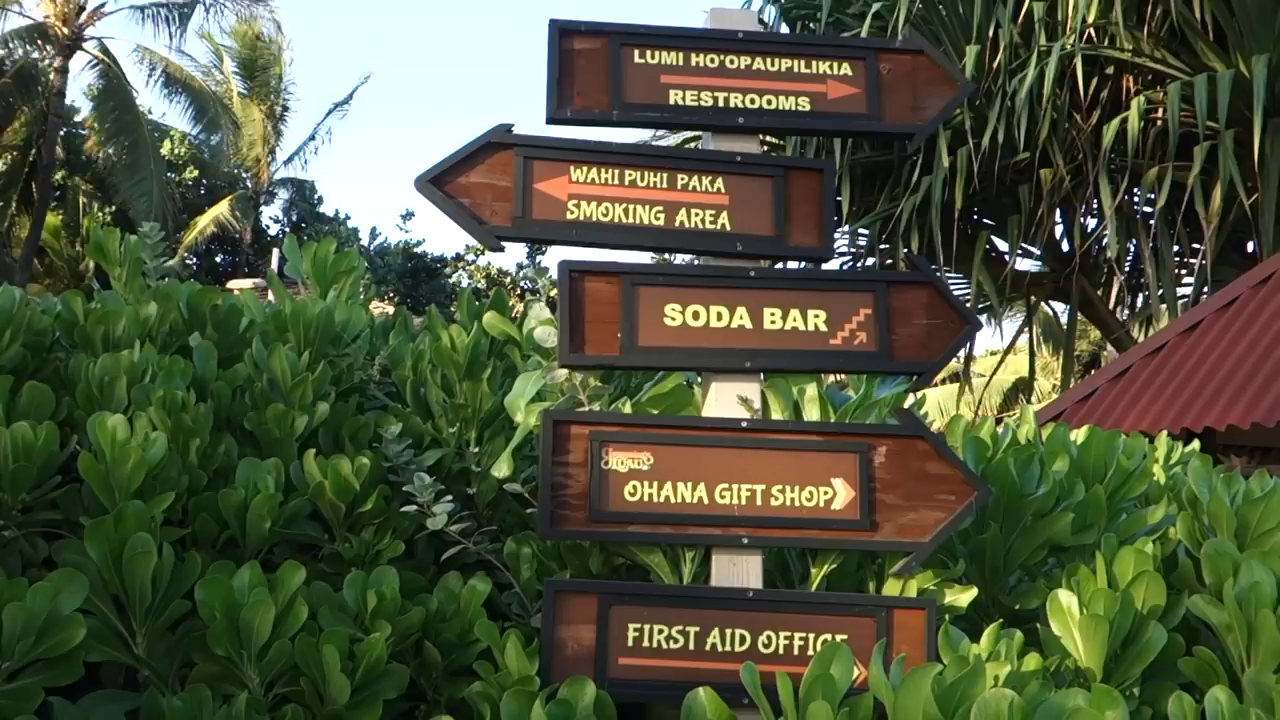 LUMI HO'OPAUPILIKIA
RESTROOMS
WAHI PUHI PAKA
SMOKING AREA
SODA BAR
OHANA GIFT SHOP
FIRST AID OFFICE